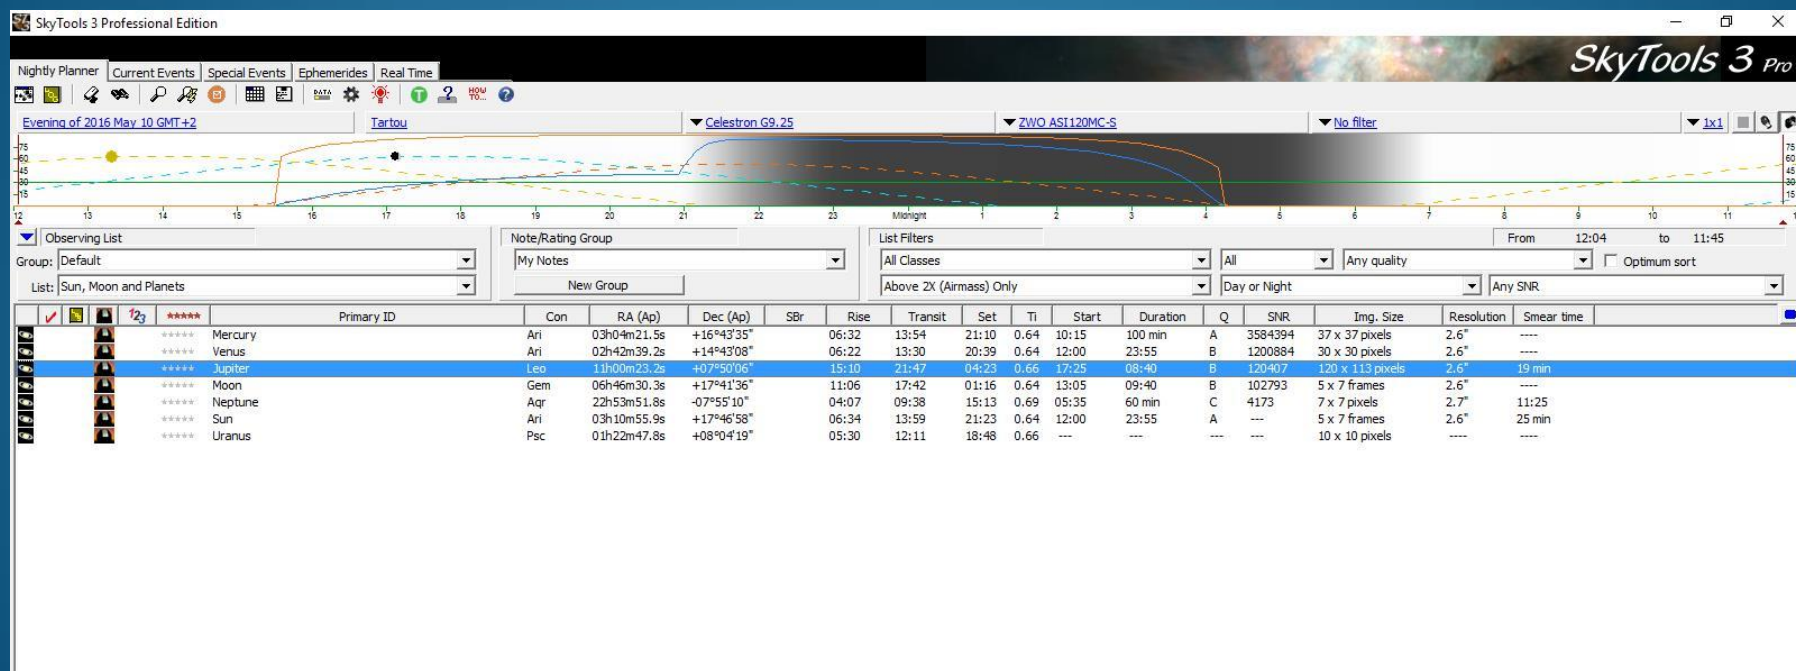 SkyTools 3 Professional Edition
SkyTools 3 Pro
Nightly Planner Current Events Special Events Ephemerides Real Time
DATA T 2 HOW TO... ?
Evening of 2016 May 10 GMT+2 Tartou Celestron G9.25 ZWO ASI120MC-S No filter 1x1
75 75
60 60
45 45
30 30
15 15
12 13 14 15 16 17 18 19 20 21 22 23 Midnight 1 2 3 4 5 6 7 8 9 10 11
Observing List Note/Rating Group List Filters From 12:04 to 11:45
Group: Default My Notes All Classes All Any quality Optimum sort
List: Sun, Moon and Planets New Group Above 2X (Airmass) Only Day or Night Any SNR
123 ***** Primary ID Con RA (Ap) Dec (Ap) SBr Rise Transit Set Ti Start Duration Q SNR Img. Size Resolution Smear time
***** Mercury Ari 03h04m21.5s +16°43'35" 06:32 13:54 21:10 0.64 10:15 100 min A 3584394 37 x 37 pixels 2.6" ----
***** Venus Ari 02h42m39.2s +14°43'08" 06:22 13:30 20:39 0.64 12:00 23:55 B 1200884 30 x 30 pixels 2.6" ----
***** Jupiter Leo 11h00m23.2s +07°50'06" 15:10 21:47 04:23 0.66 17:25 08:40 B 120407 120 x 113 pixels 2.6" 19 min
***** Moon Gem 06h46m30.3s +17°41'36" 11:06 17:42 01:16 0.64 13:05 09:40 B 102793 5 x 7 frames 2.6" ----
***** Neptune Aqr 22h53m51.8s -07°55'10" 04:07 09:38 15:13 0.69 05:35 60 min C 4173 7 x 7 pixels 2.7" 11:25
***** Sun Ari 03h10m55.9s +17°46'58" 06:34 13:59 21:23 0.64 12:00 23:55 A --- 5 x 7 frames 2.6" 25 min
***** Uranus Psc 01h22m47.8s +08°04'19" 05:30 12:11 18:48 0.66 --- --- --- --- 10 x 10 pixels ---- ----